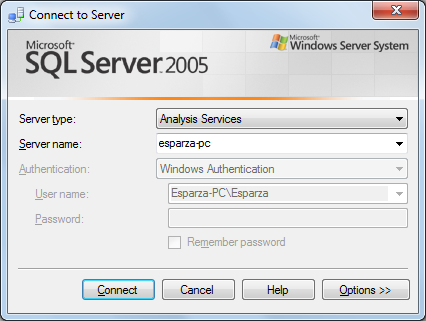 Connect to Server
Microsoft
SQL Server 2005
Microsoft
Windows Server System
Server type: Analysis Services
Server name: esparza-pc
Authentication: Windows Authentication
User name: Esparza-PC\Esparza
Password:
Remember password
Connect Cancel Help Options >>